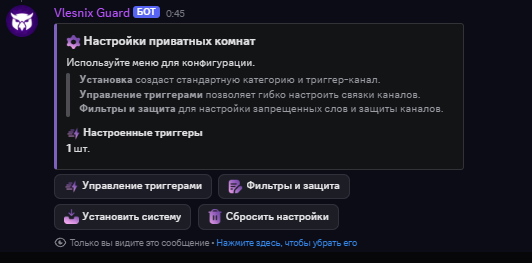 Vlesnix Guard БОТ 0:45
Настройки приватных комнат
Используйте меню для конфигурации.
Установка создаст стандартную категорию и триггер-канал.
Управление триггерами позволяет гибко настроить связки каналов.
Фильтры и защита для настройки запрещенных слов и защиты каналов.
Настроенные триггеры
1 шт.
Управление триггерами Фильтры и защита
Установить систему Сбросить настройки
Только вы видите это сообщение • Нажмите здесь, чтобы убрать его